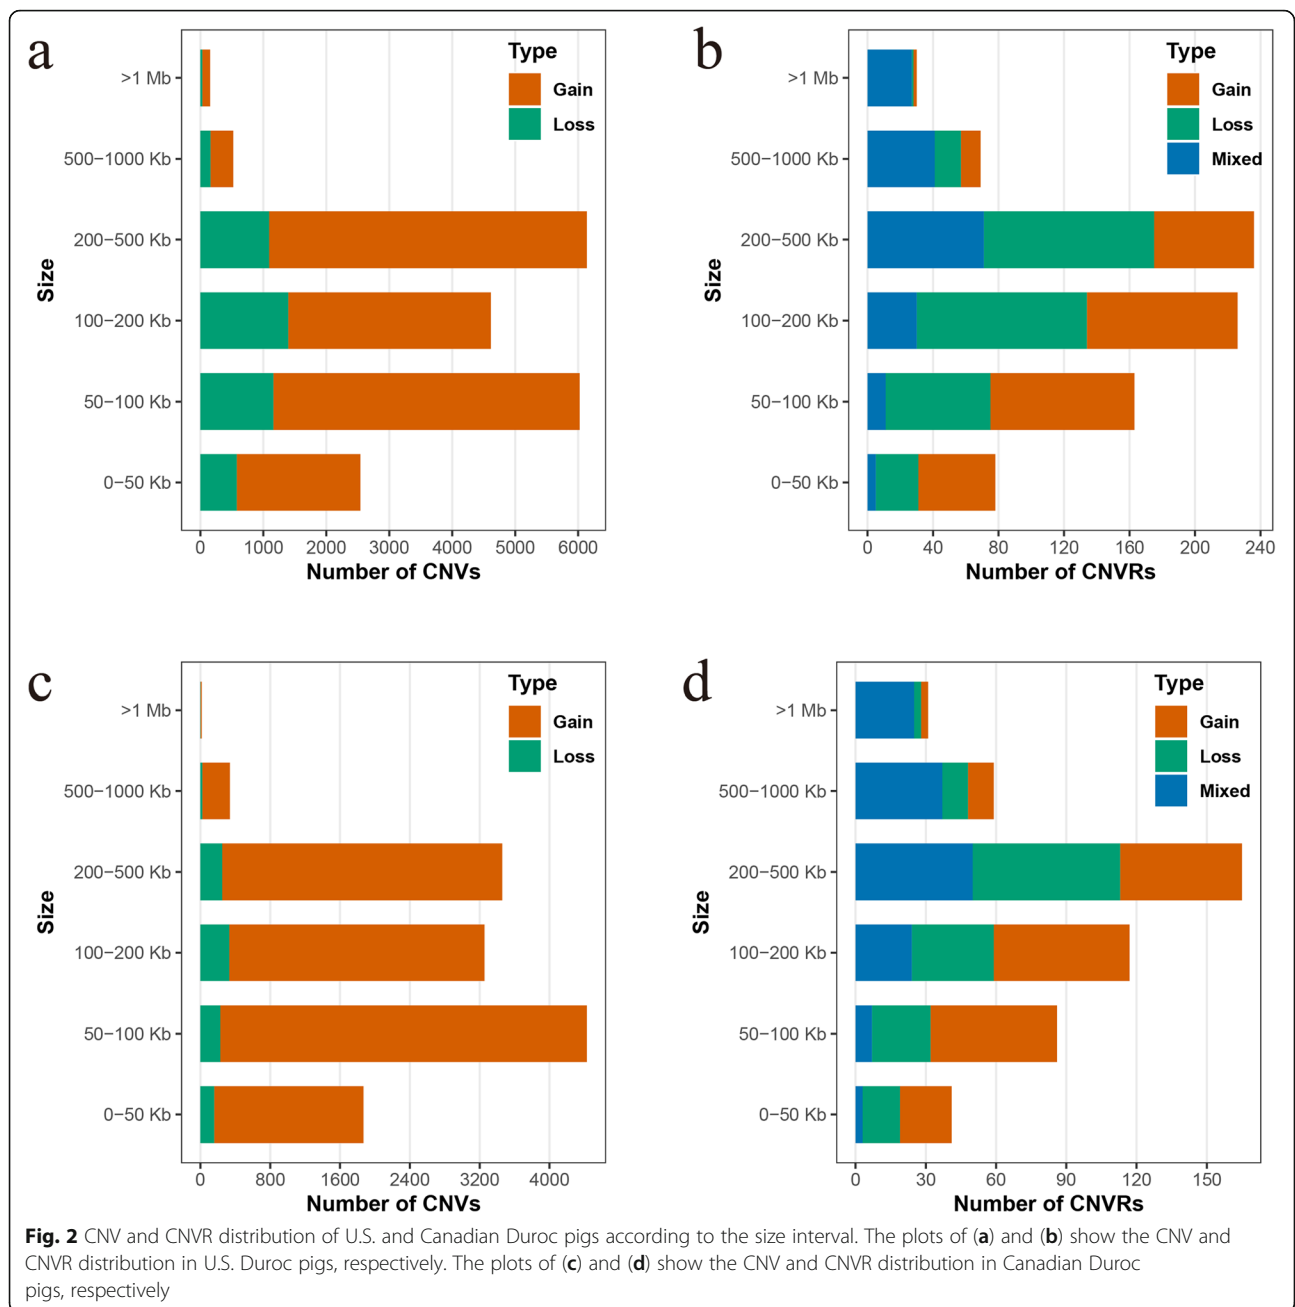 a
Type
Gain
Loss
>1 Mb
500−1000 Kb
200−500 Kb
100−200 Kb
50−100 Kb
0−50 Kb
Size
0 1000 2000 3000 4000 5000 6000
Number of CNVs
b
Type
Gain
Loss
Mixed
>1 Mb
500−1000 Kb
200−500 Kb
100−200 Kb
50−100 Kb
0−50 Kb
Size
0 40 80 120 160 200 240
Number of CNVRs
c
Type
Gain
Loss
>1 Mb
500−1000 Kb
200−500 Kb
100−200 Kb
50−100 Kb
0−50 Kb
Size
0 800 1600 2400 3200 4000
Number of CNVs
d
Type
Gain
Loss
Mixed
>1 Mb
500−1000 Kb
200−500 Kb
100−200 Kb
50−100 Kb
0−50 Kb
Size
0 30 60 90 120 150
Number of CNVRs
Fig. 2 CNV and CNVR distribution of U.S. and Canadian Duroc pigs according to the size interval. The plots of (a) and (b) show the CNV and
CNVR distribution in U.S. Duroc pigs, respectively. The plots of (c) and (d) show the CNV and CNVR distribution in Canadian Duroc
pigs, respectively